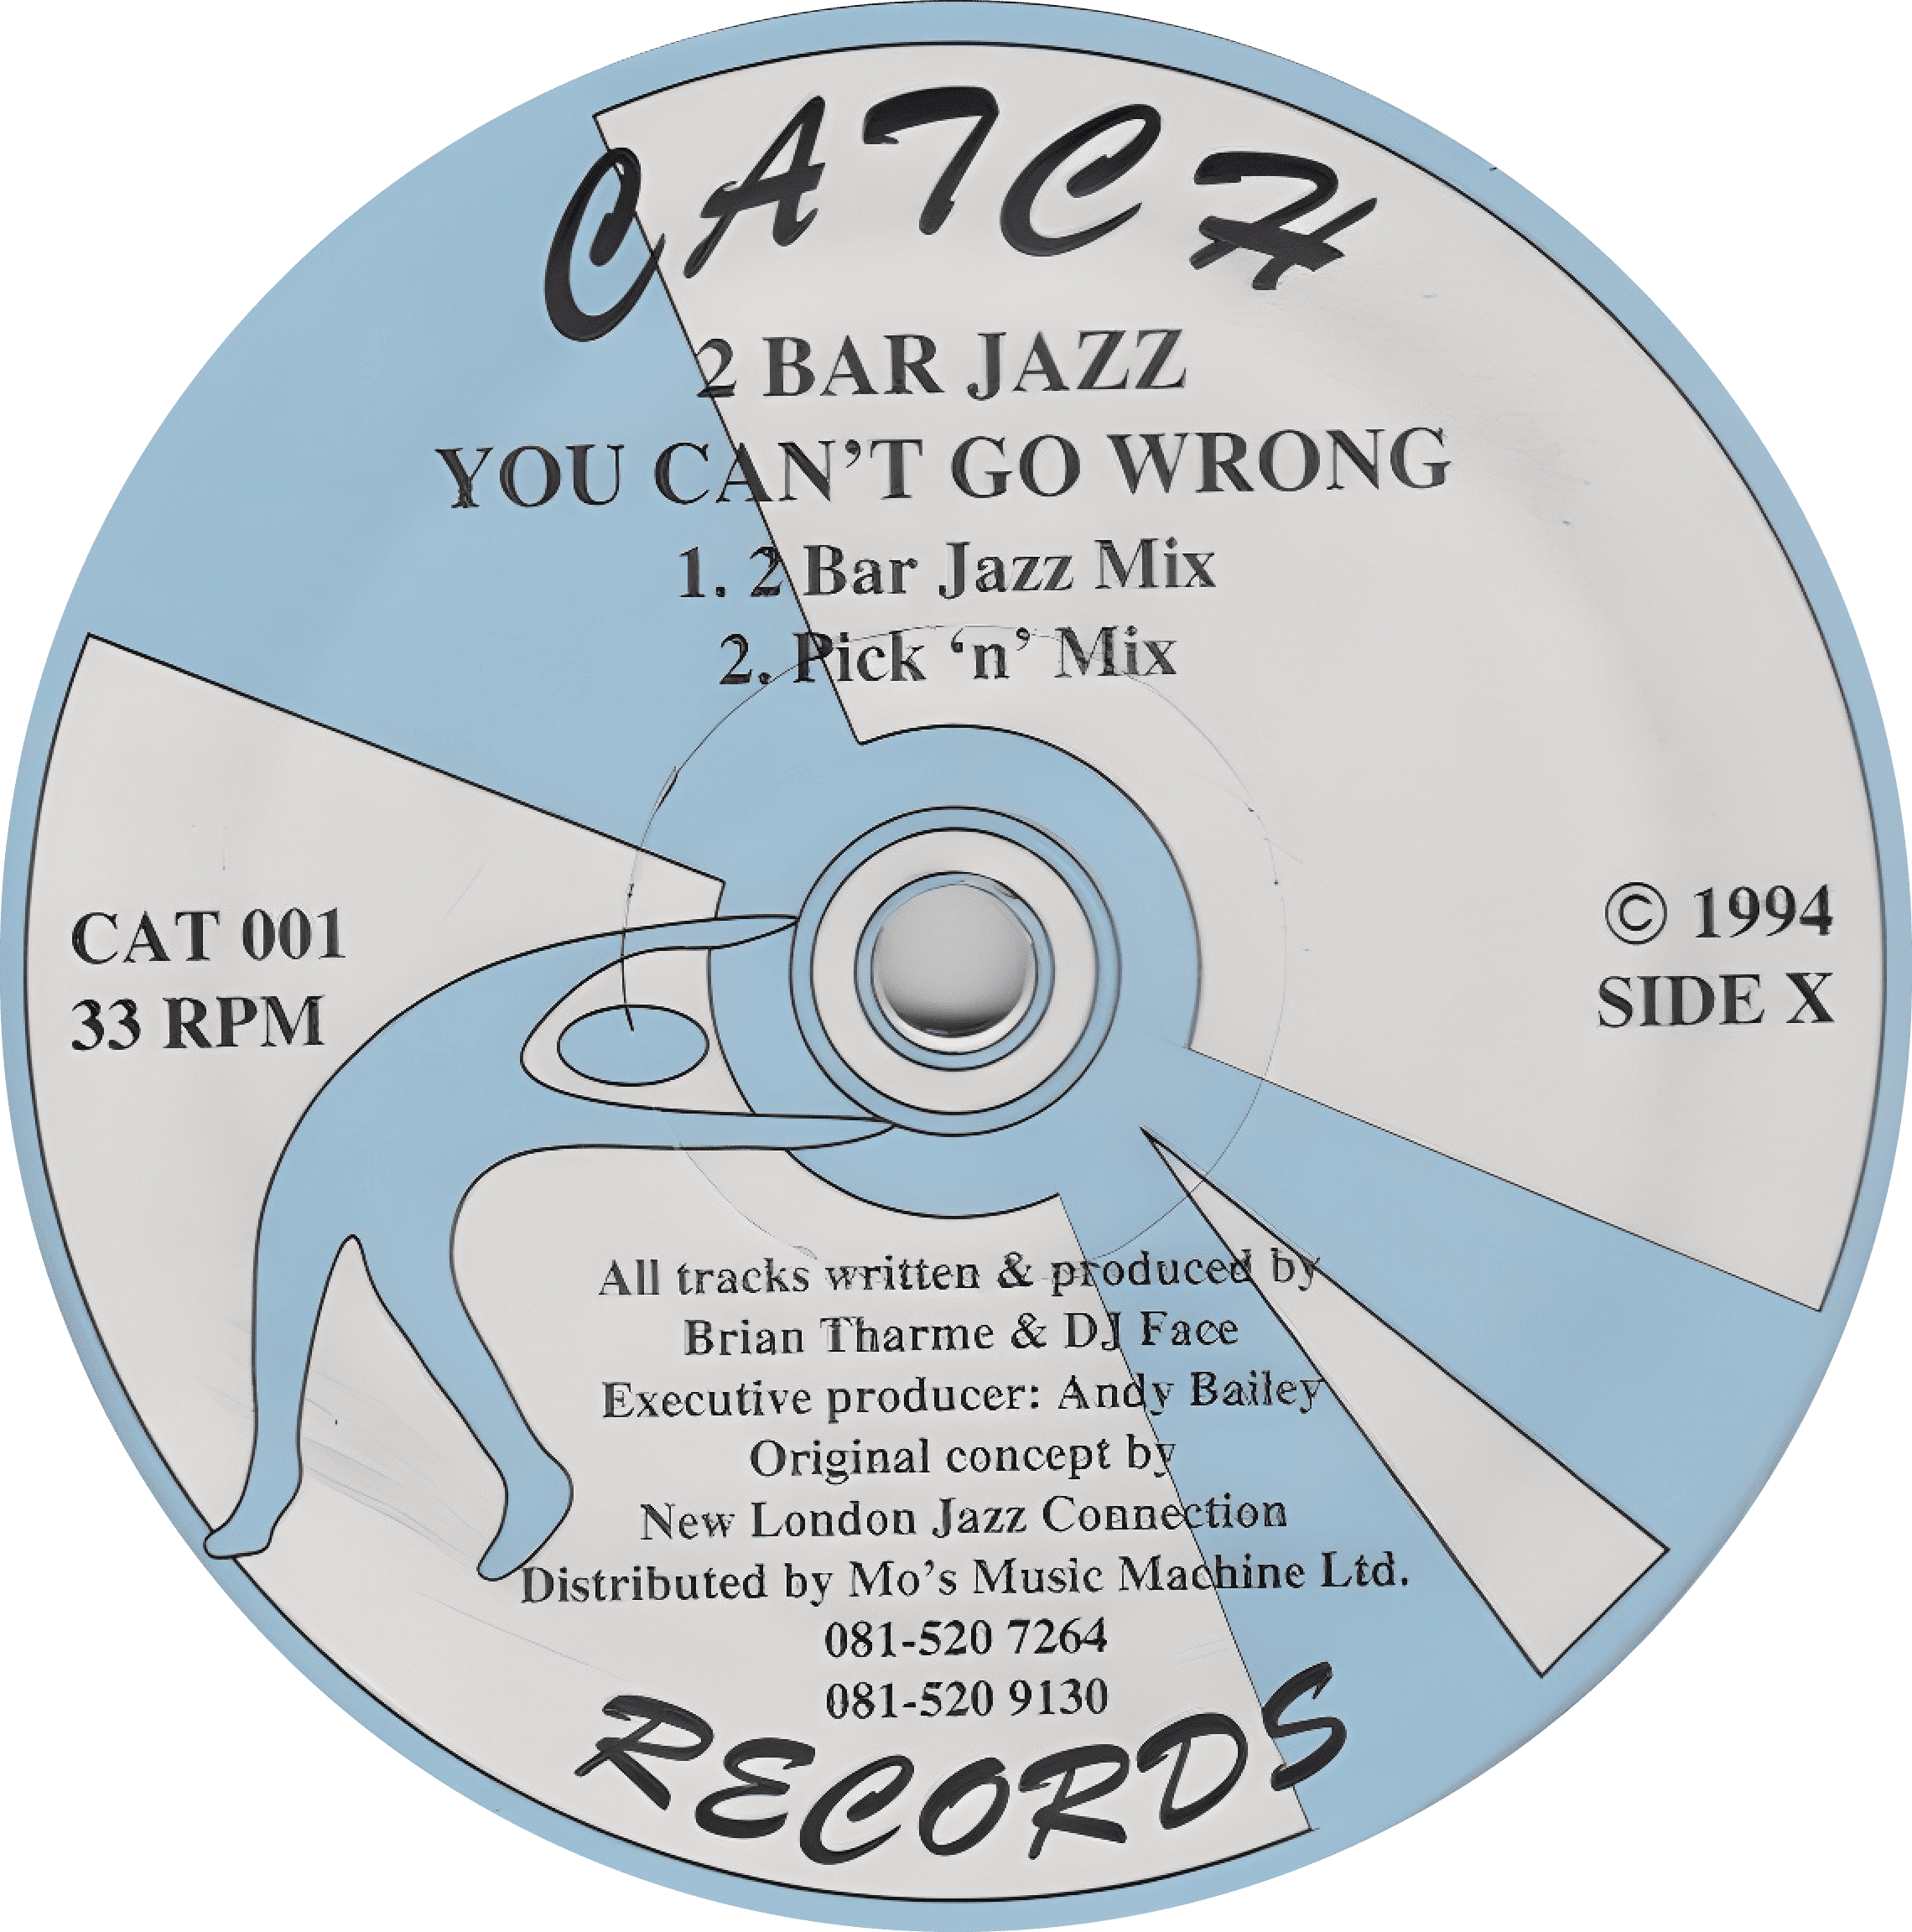 CATCH
2 BAR JAZZ
YOU CAN'T GO WRONG
1. 2 Bar Jazz Mix
2. Pick ‘n’ Mix
CAT 001
33 RPM
© 1994
SIDE X
All tracks written & produced by
Brian Tharme & DJ Face
Executive producer: Andy Bailey
Original concept by
New London Jazz Connection
Distributed by Mo's Music Machine Ltd.
081-520 7264
081-520 9130
RECORDS